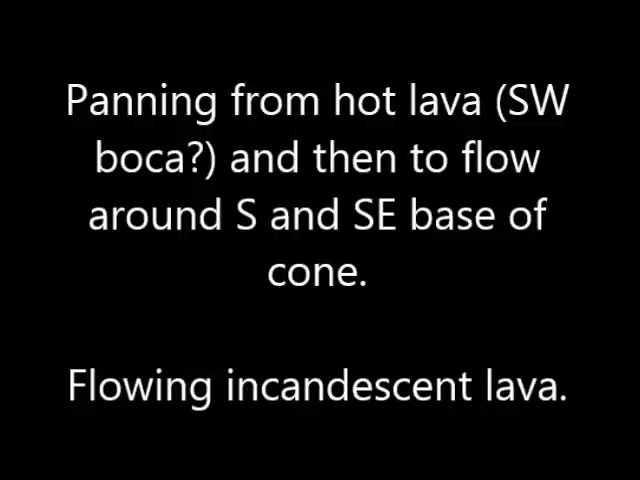 Panning from hot lava (SW
boca?) and then to flow
around S and SE base of
cone.
Flowing incandescent lava.